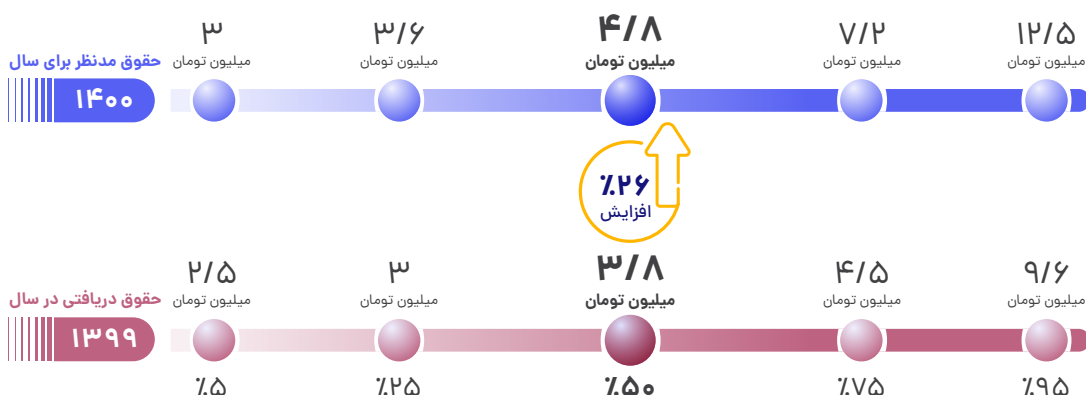 ۳ ۳/۶ ۴/۸ ۷/۲ ۱۲/۵
حقوق مدنظر برای سال میلیون تومان میلیون تومان میلیون تومان میلیون تومان میلیون تومان
۱۴۰۰
٪۲۶
افزایش
۲/۵ ۳ ۳/۸ ۴/۵ ۹/۶
حقوق دریافتی در سال میلیون تومان میلیون تومان میلیون تومان میلیون تومان میلیون تومان
۱۳۹۹
٪۵ ٪۲۵ ٪۵۰ ٪۷۵ ٪۹۵